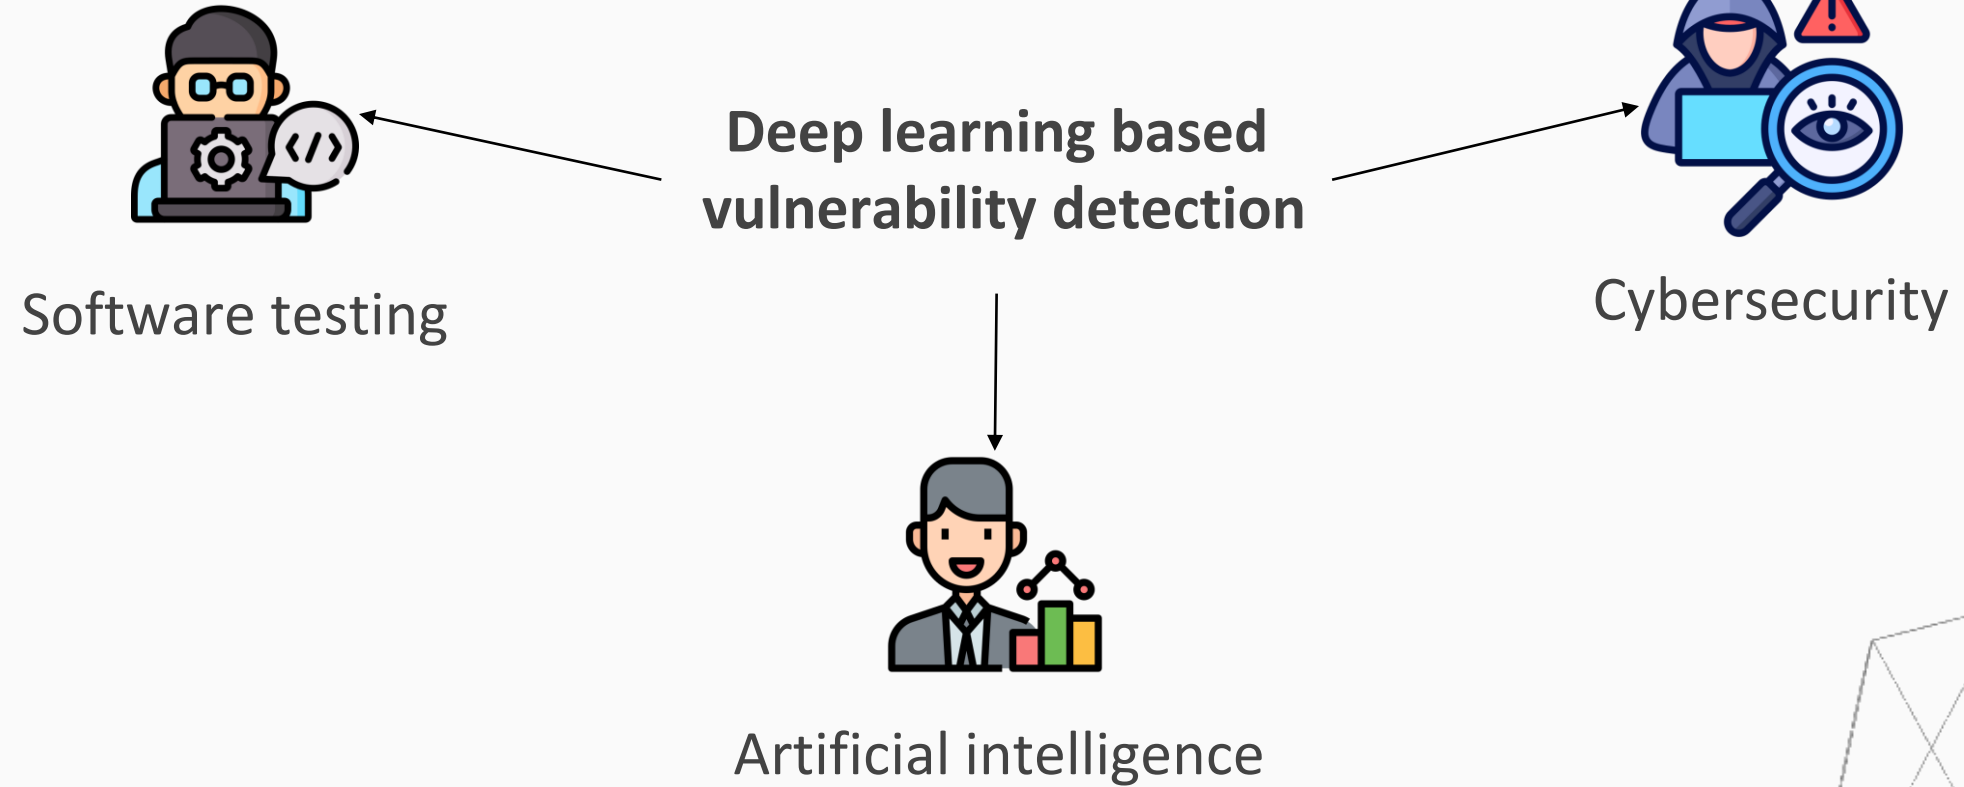 Deep learning based
vulnerability detection
Software testing
Cybersecurity
Artificial intelligence